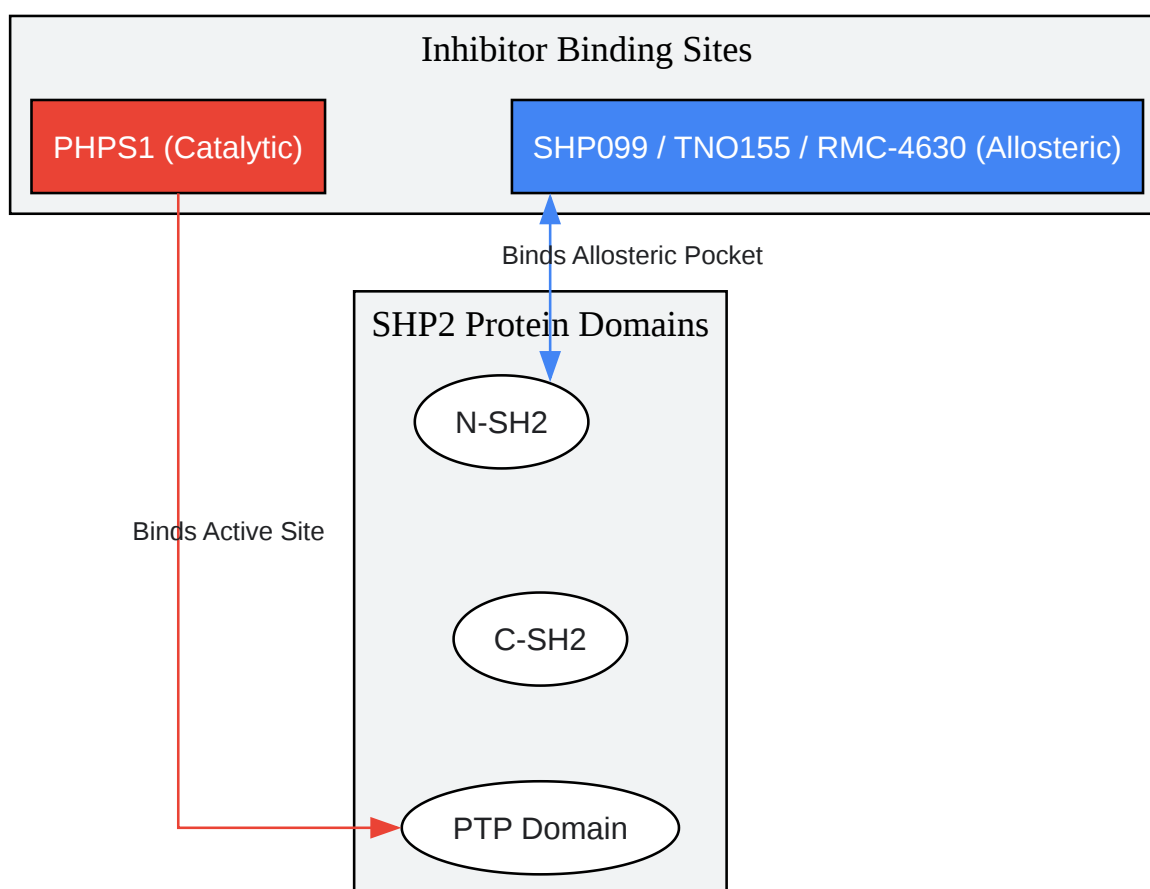 Inhibitor Binding Sites
PHPS1 (Catalytic)
SHP099 / TNO155 / RMC-4630 (Allosteric)
Binds Allosteric Pocket
SHP2 Protein Domains
N-SH2
Binds Active Site
C-SH2
PTP Domain